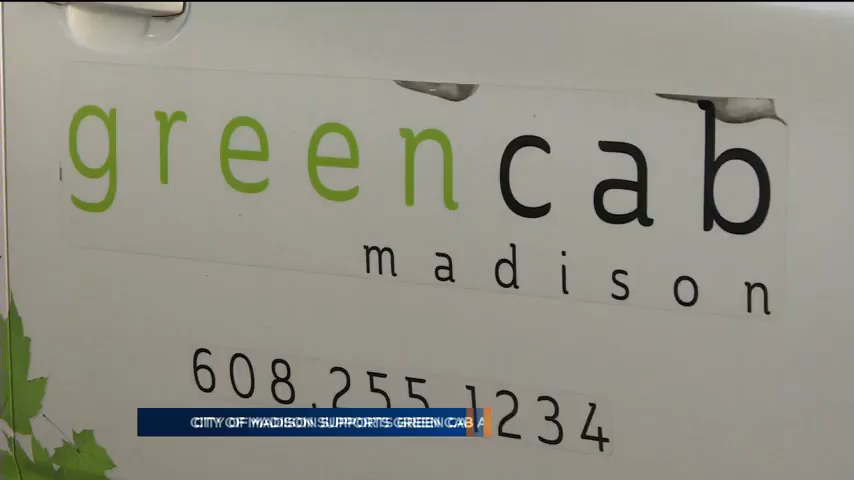 greencab
madison
608.255.1234
CITY OF MADISON SUPPORTS GREEN CAB A